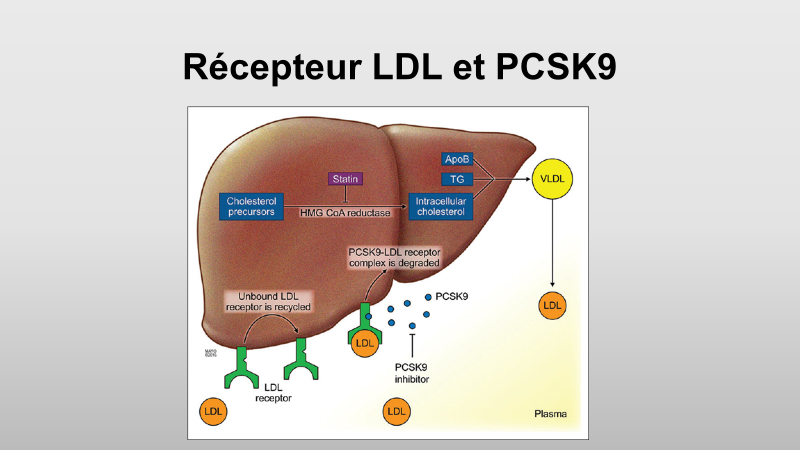 Récepteur LDL et PCSK9
ApoB
TG
Statin
VLDL
Cholesterol
precursors
HMG CoA reductase
Intracellular
cholesterol
PCSK9-LDL receptor
complex is degraded
Unbound LDL
receptor is recycled
PCSK9
LDL
LDL
PCSK9
inhibitor
LDL
receptor
LDL
LDL
Plasma